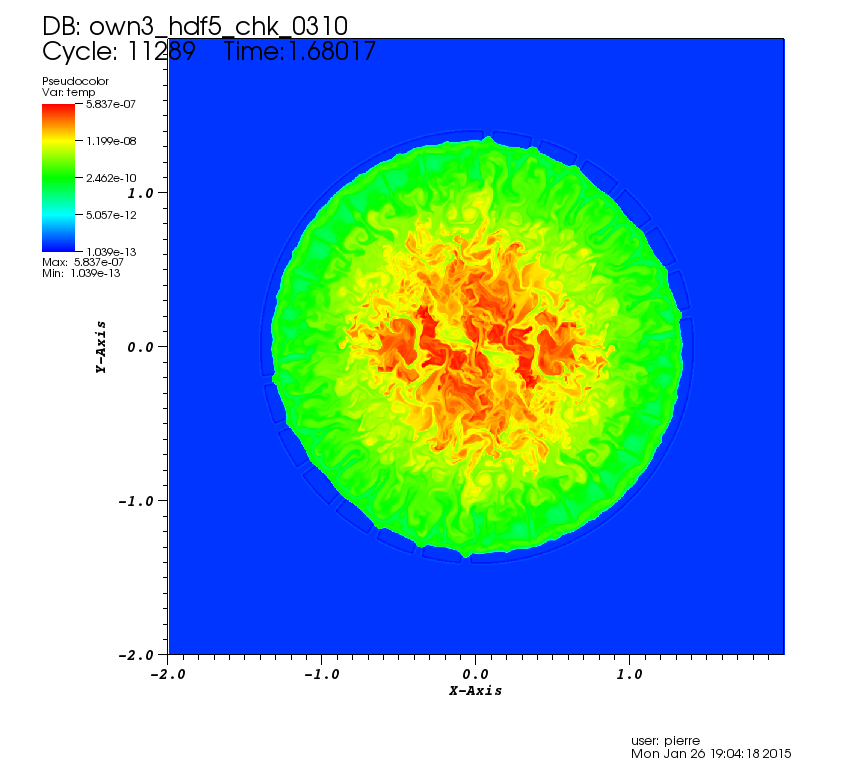 DB: own3_hdf5_chk_0310
Cycle: 11289 Time:1.68017
Pseudocolor
Var: temp
5.837e-07
1.199e-08
2.462e-10
5.057e-12
1.039e-13
Max: 5.837e-07
Min: 1.039e-13
1.0
0.0
-1.0
-2.0
Y-Axis
-2.0 -1.0 0.0 1.0
X-Axis
user: pierre
Mon Jan 26 19:04:18 2015